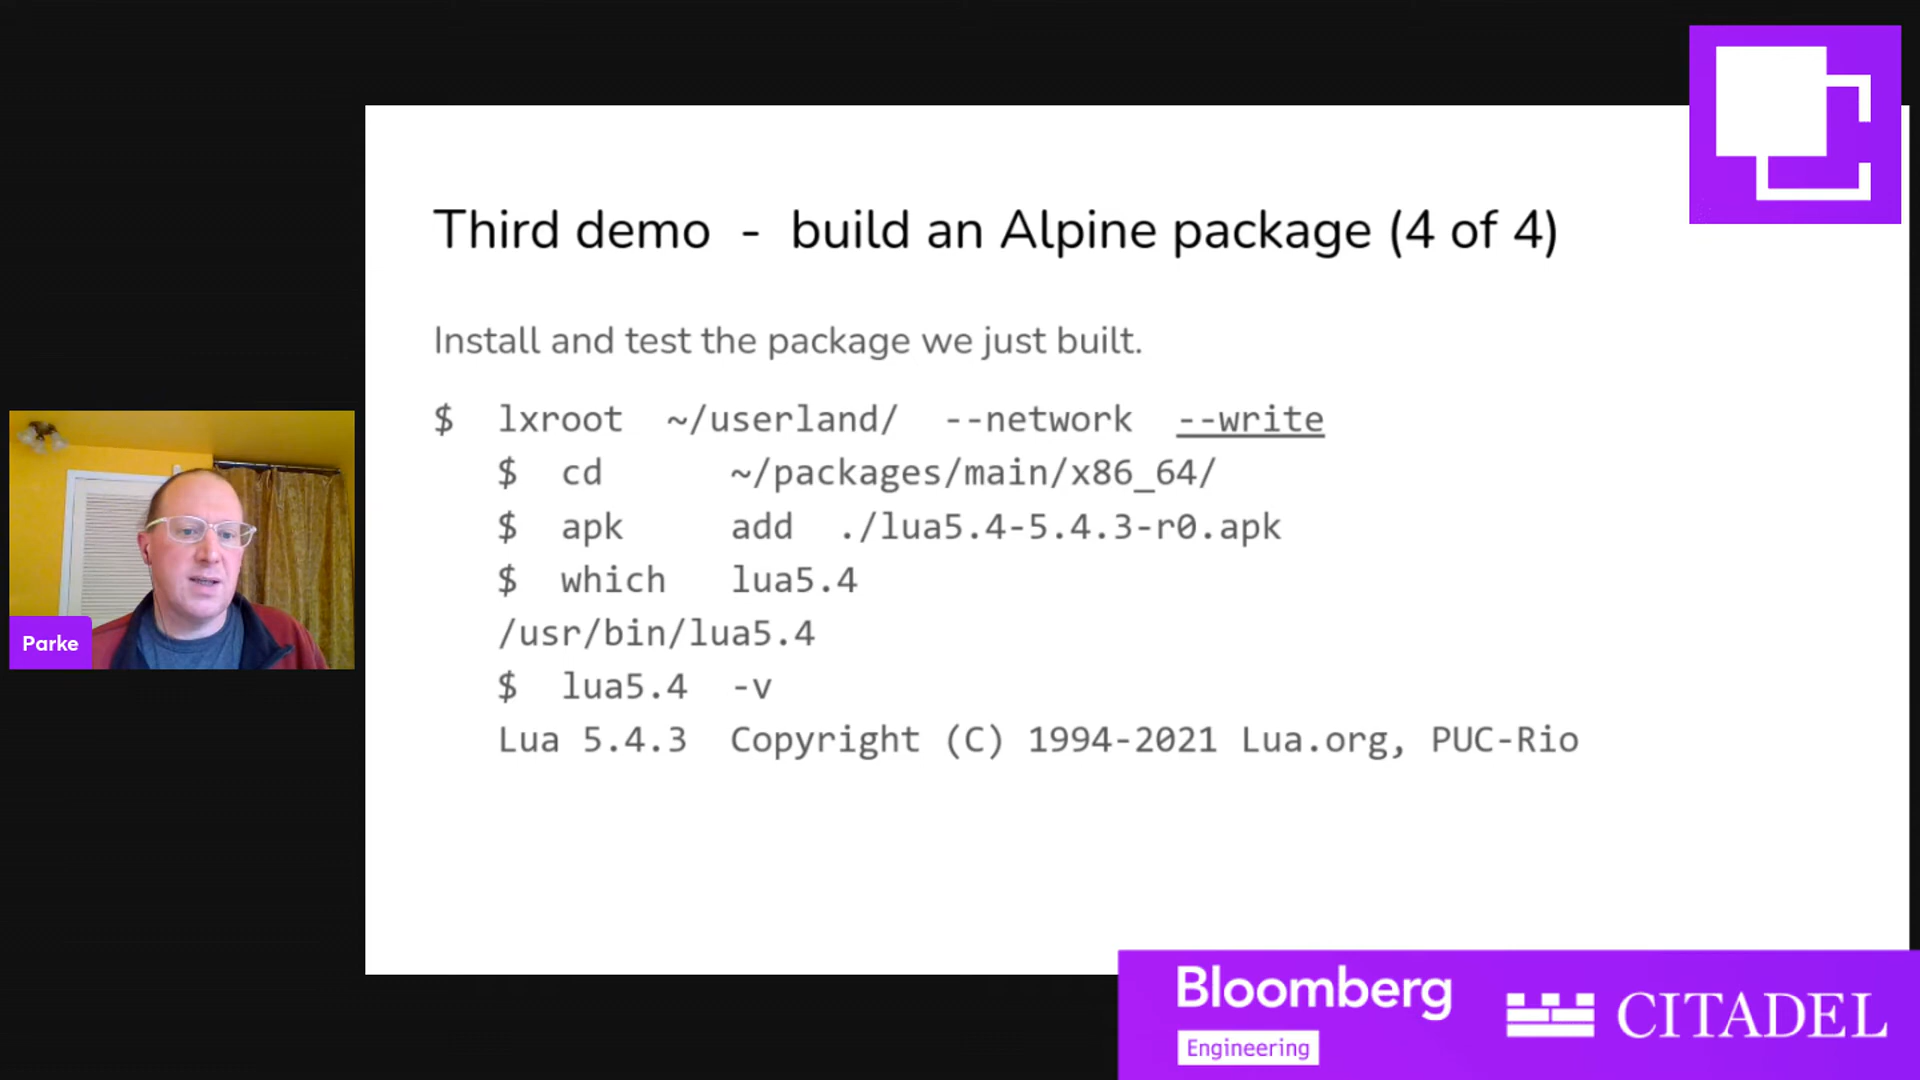 Third demo - build an Alpine package (4 of 4)
Install and test the package we just built.
$ lxroot ~/userland/ --network --write
$ cd ~/packages/main/x86_64/
$ apk add ./lua5.4-5.4.3-r0.apk
$ which lua5.4
/usr/bin/lua5.4
$ lua5.4 -v
Lua 5.4.3 Copyright (C) 1994-2021 Lua.org, PUC-Rio
Parke
Bloomberg
Engineering
CITADEL